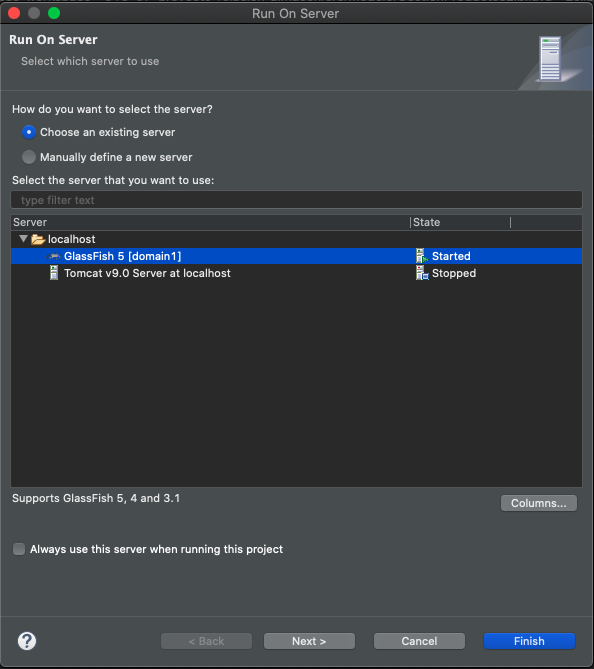 Run On Server
Run On Server
Select which server to use
How do you want to select the server?
Choose an existing server
Manually define a new server
Select the server that you want to use:
type filter text
Server State
localhost
GlassFish 5 [domain1] Started
Tomcat v9.0 Server at localhost Stopped
Supports GlassFish 5, 4 and 3.1
Columns...
Always use this server when running this project
? < Back Next > Cancel Finish